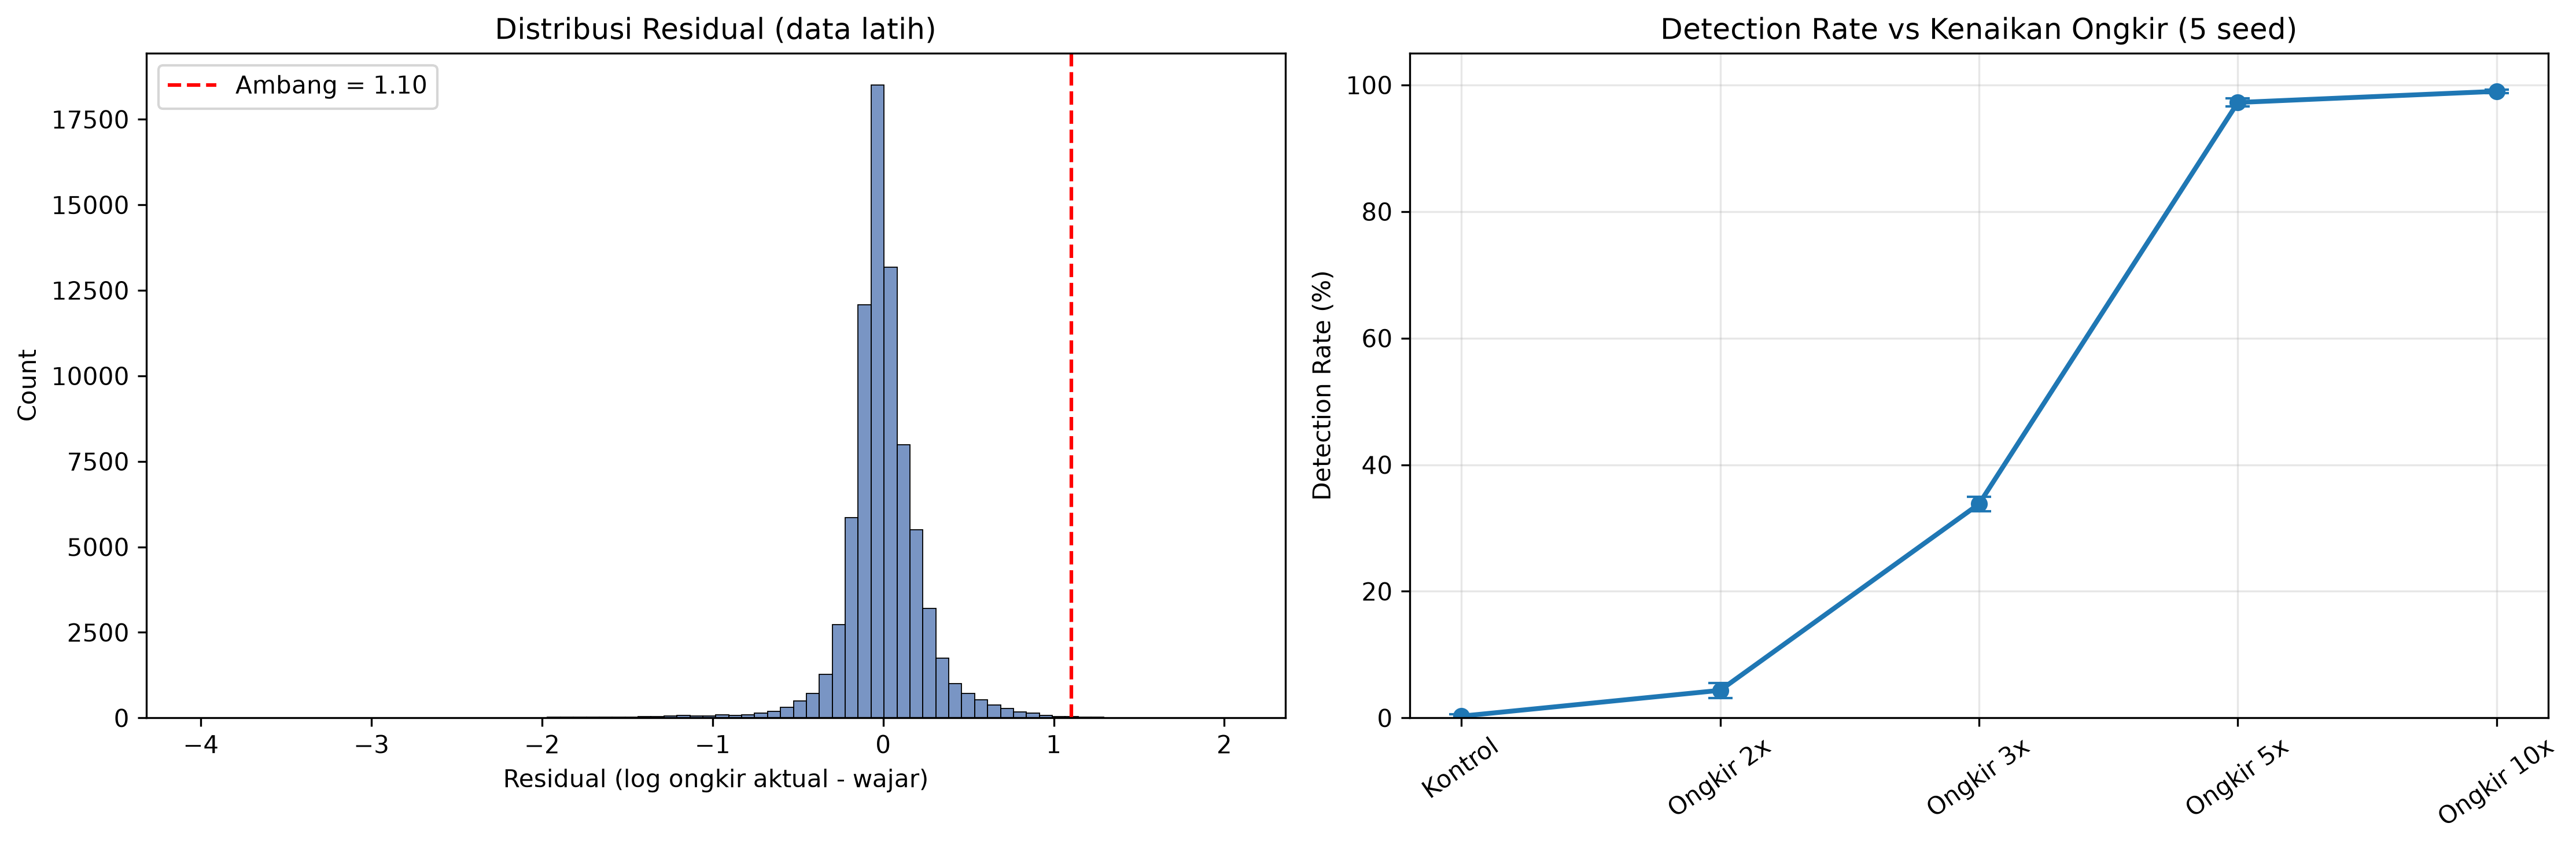 Distribusi Residual (data latih)
Ambang = 1.10
17500
15000
12500
10000
7500
5000
2500
0
Count
−4
−3
−2
−1
0
1
2
Residual (log ongkir aktual - wajar)
Detection Rate vs Kenaikan Ongkir (5 seed)
100
80
60
40
20
0
Detection Rate (%)
Kontrol
Ongkir 2x
Ongkir 3x
Ongkir 5x
Ongkir 10x